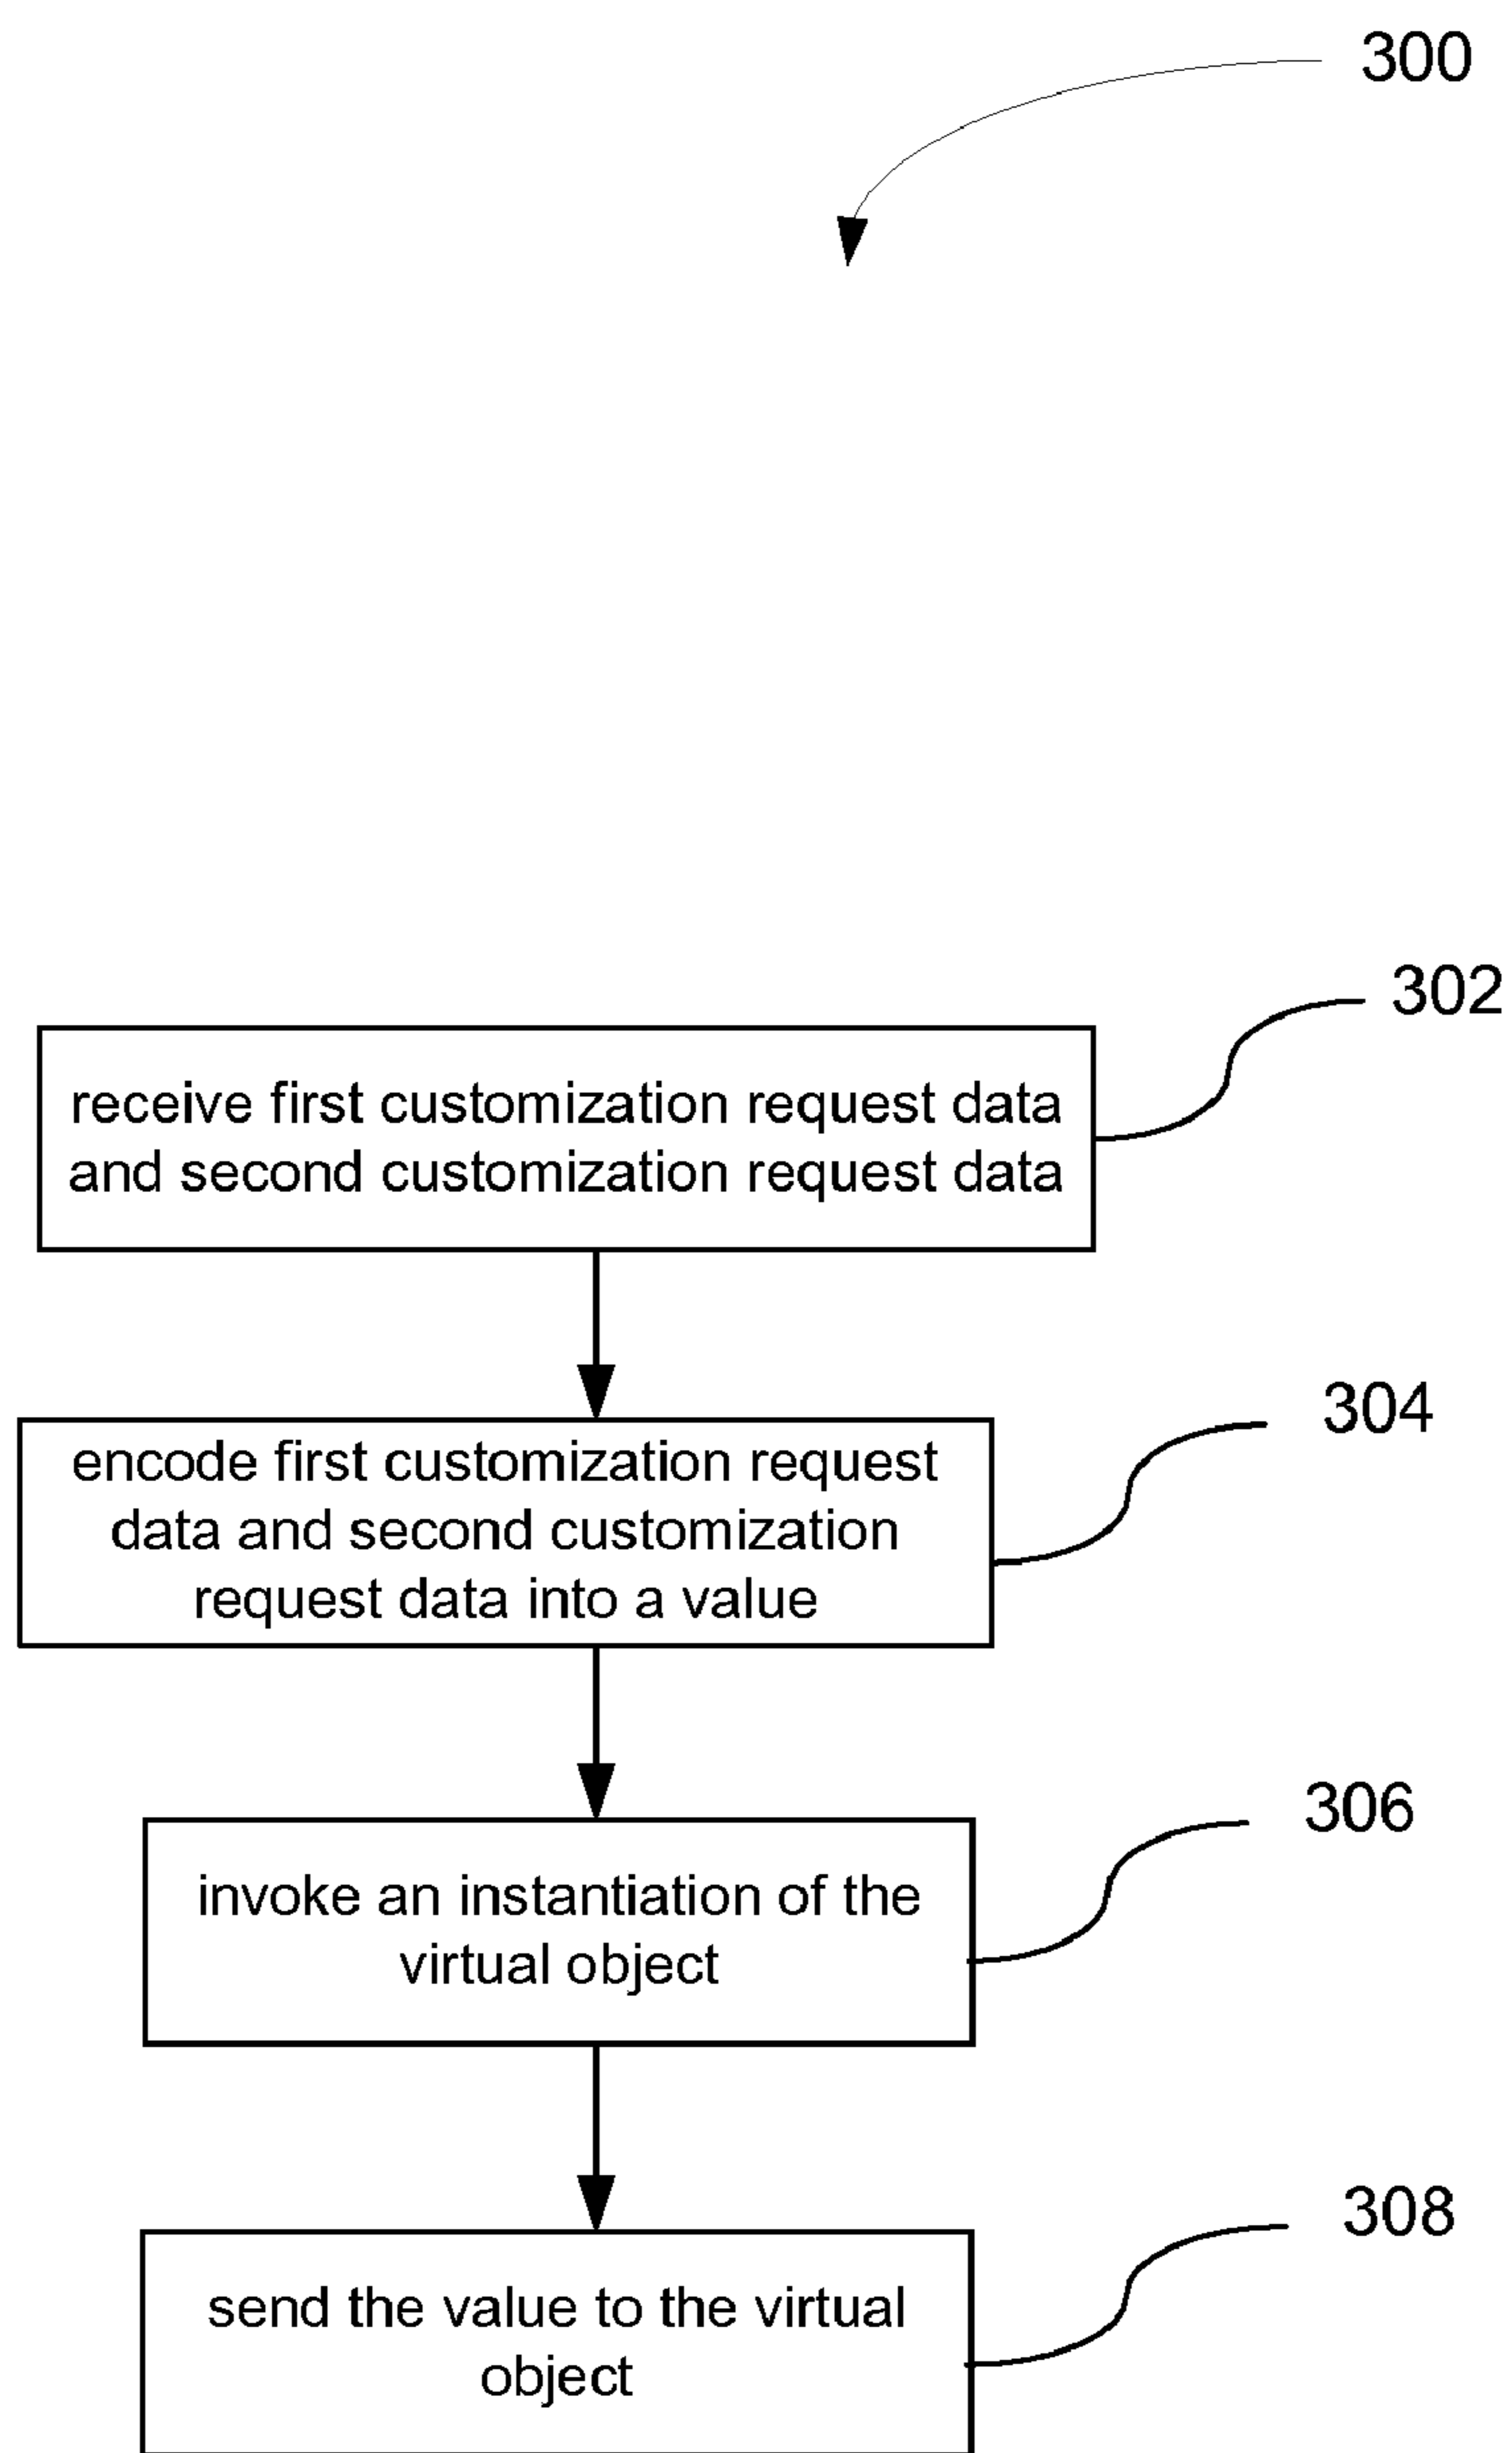 300
302
receive first customization request data
and second customization request data
304
encode first customization request
data and second customization
request data into a value
306
invoke an instantiation of the
virtual object
308
send the value to the virtual
object